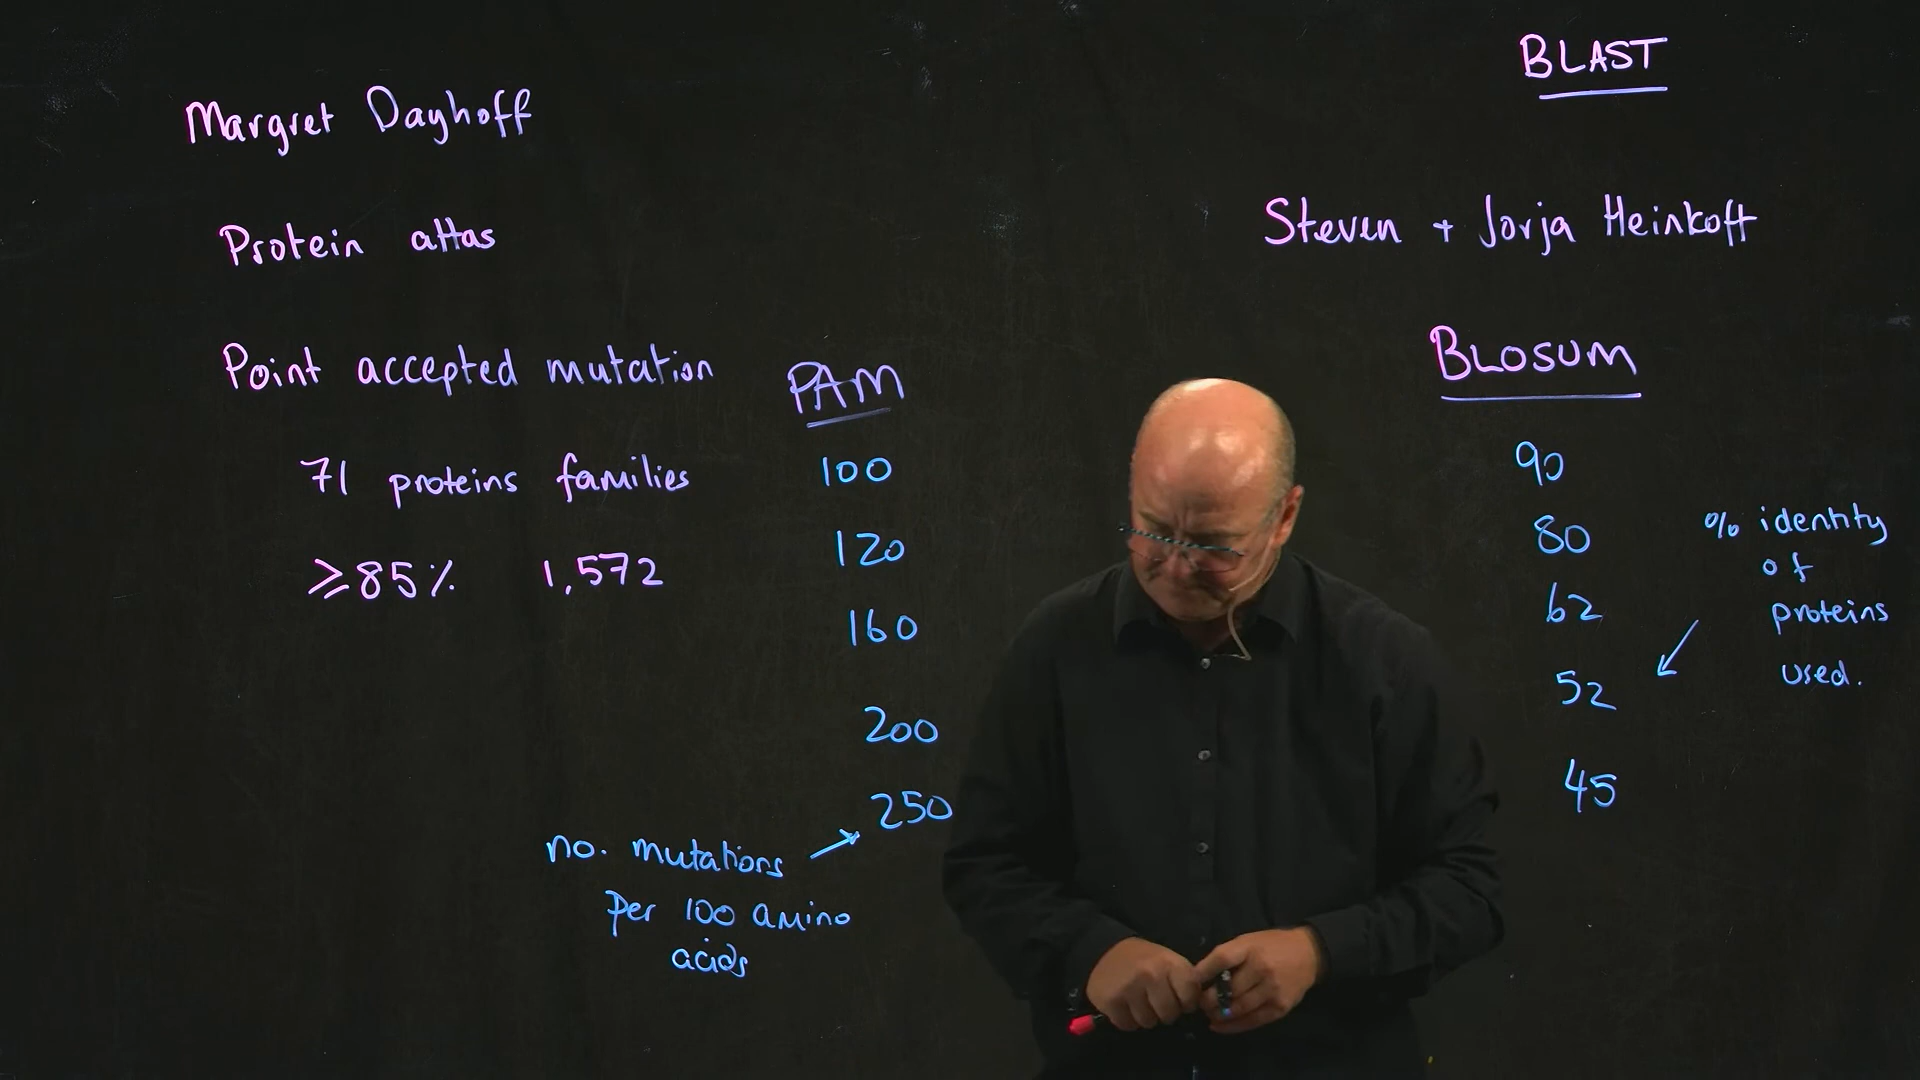 BLAST
Margret Dayhoff
Protein atlas
Steven + Jorja Heinkoff
Point accepted mutation
PAM
BLOSUM
71 proteins families
100
90
≥85% 1,572
120
80
% identity
of
proteins
used.
160
62
200
52
250
45
no. mutations
per 100 amino
acids